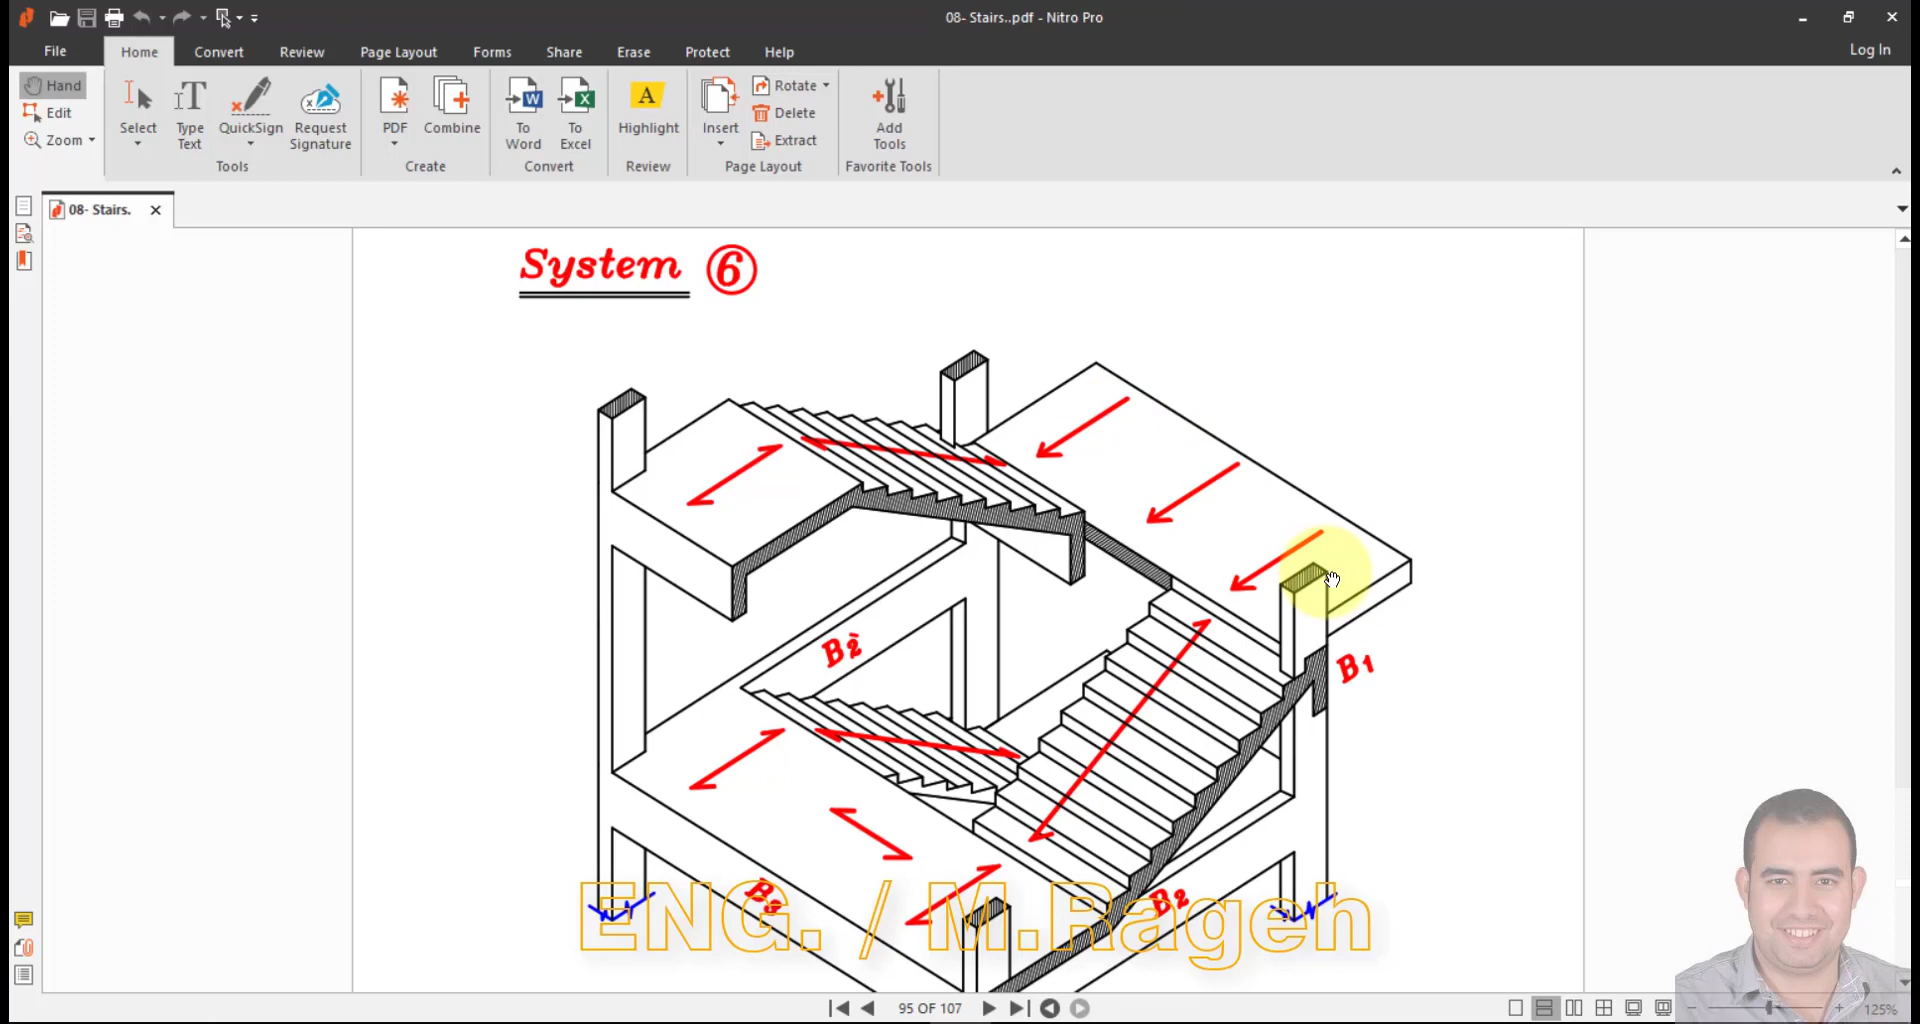 08- Stairs..pdf - Nitro Pro
File
Home
Convert
Review
Page Layout
Forms
Share
Erase
Protect
Help
Log In
Hand
Edit
Zoom
Select
Type
Text
QuickSign
Request
Signature
Tools
PDF
Combine
Create
To
Word
To
Excel
Convert
A
Highlight
Review
Insert
Rotate
Delete
Extract
Page Layout
Add
Tools
Favorite Tools
08- Stairs.
System 6
B2̀
B1
B2
ENG. / M.Rageh
95 OF 107
125%